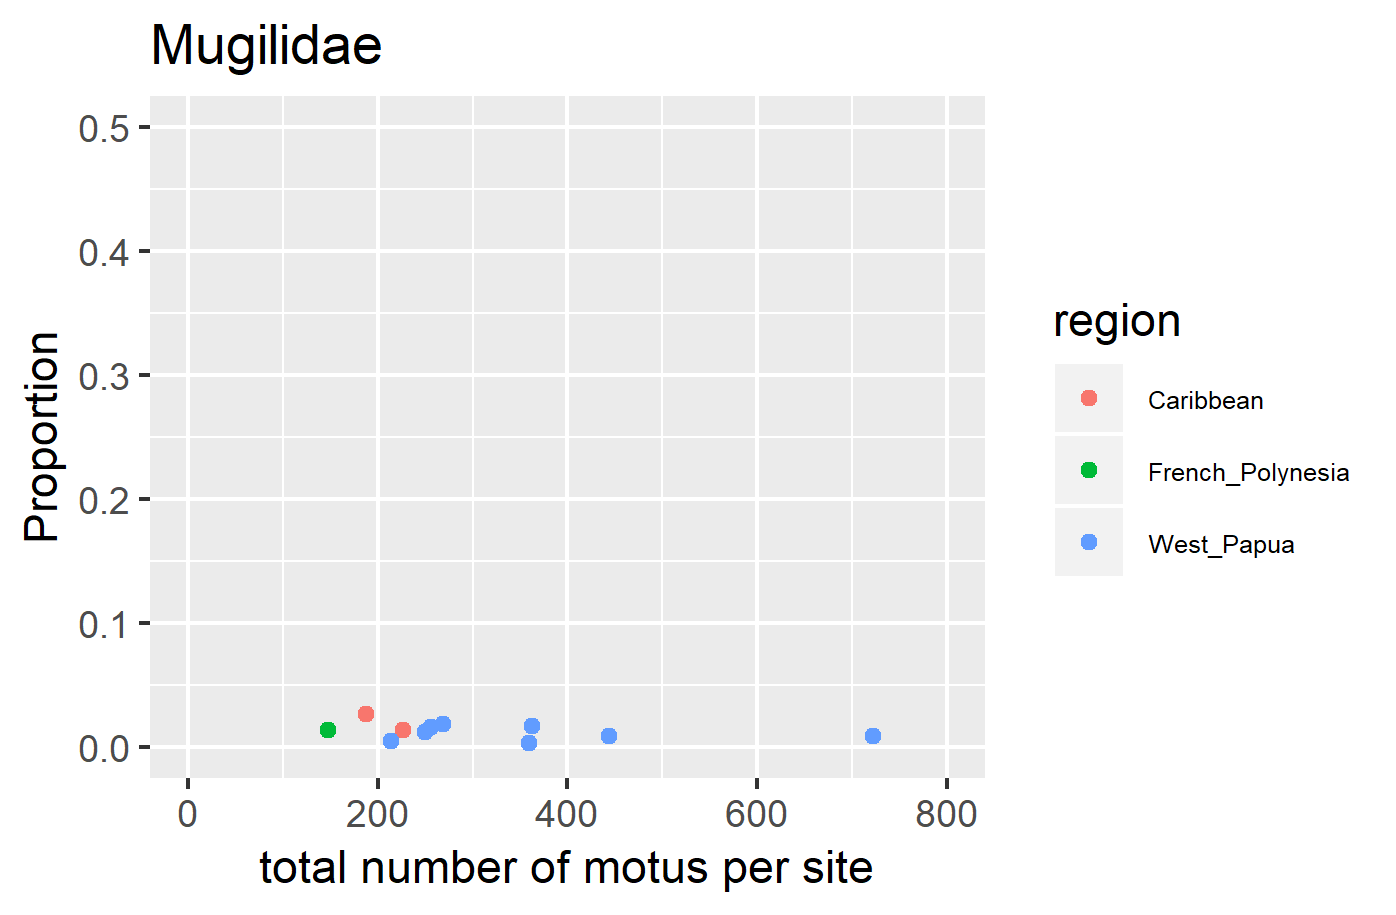 Mugilidae
0.5
0.4
0.3
0.2
0.1
0.0
Proportion
0 200 400 600 800
total number of motus per site
region
Caribbean
French_Polynesia
West_Papua